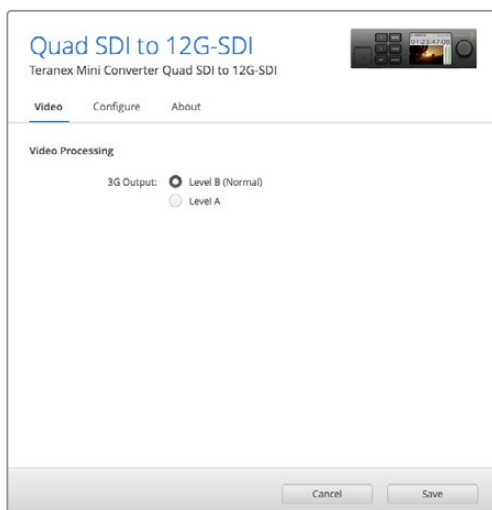 Quad SDI to 12G-SDI
Teranex Mini Converter Quad SDI to 12G-SDI
Video Configure About
Video Processing
3G Output: Level B (Normal)
Level A
Cancel Save